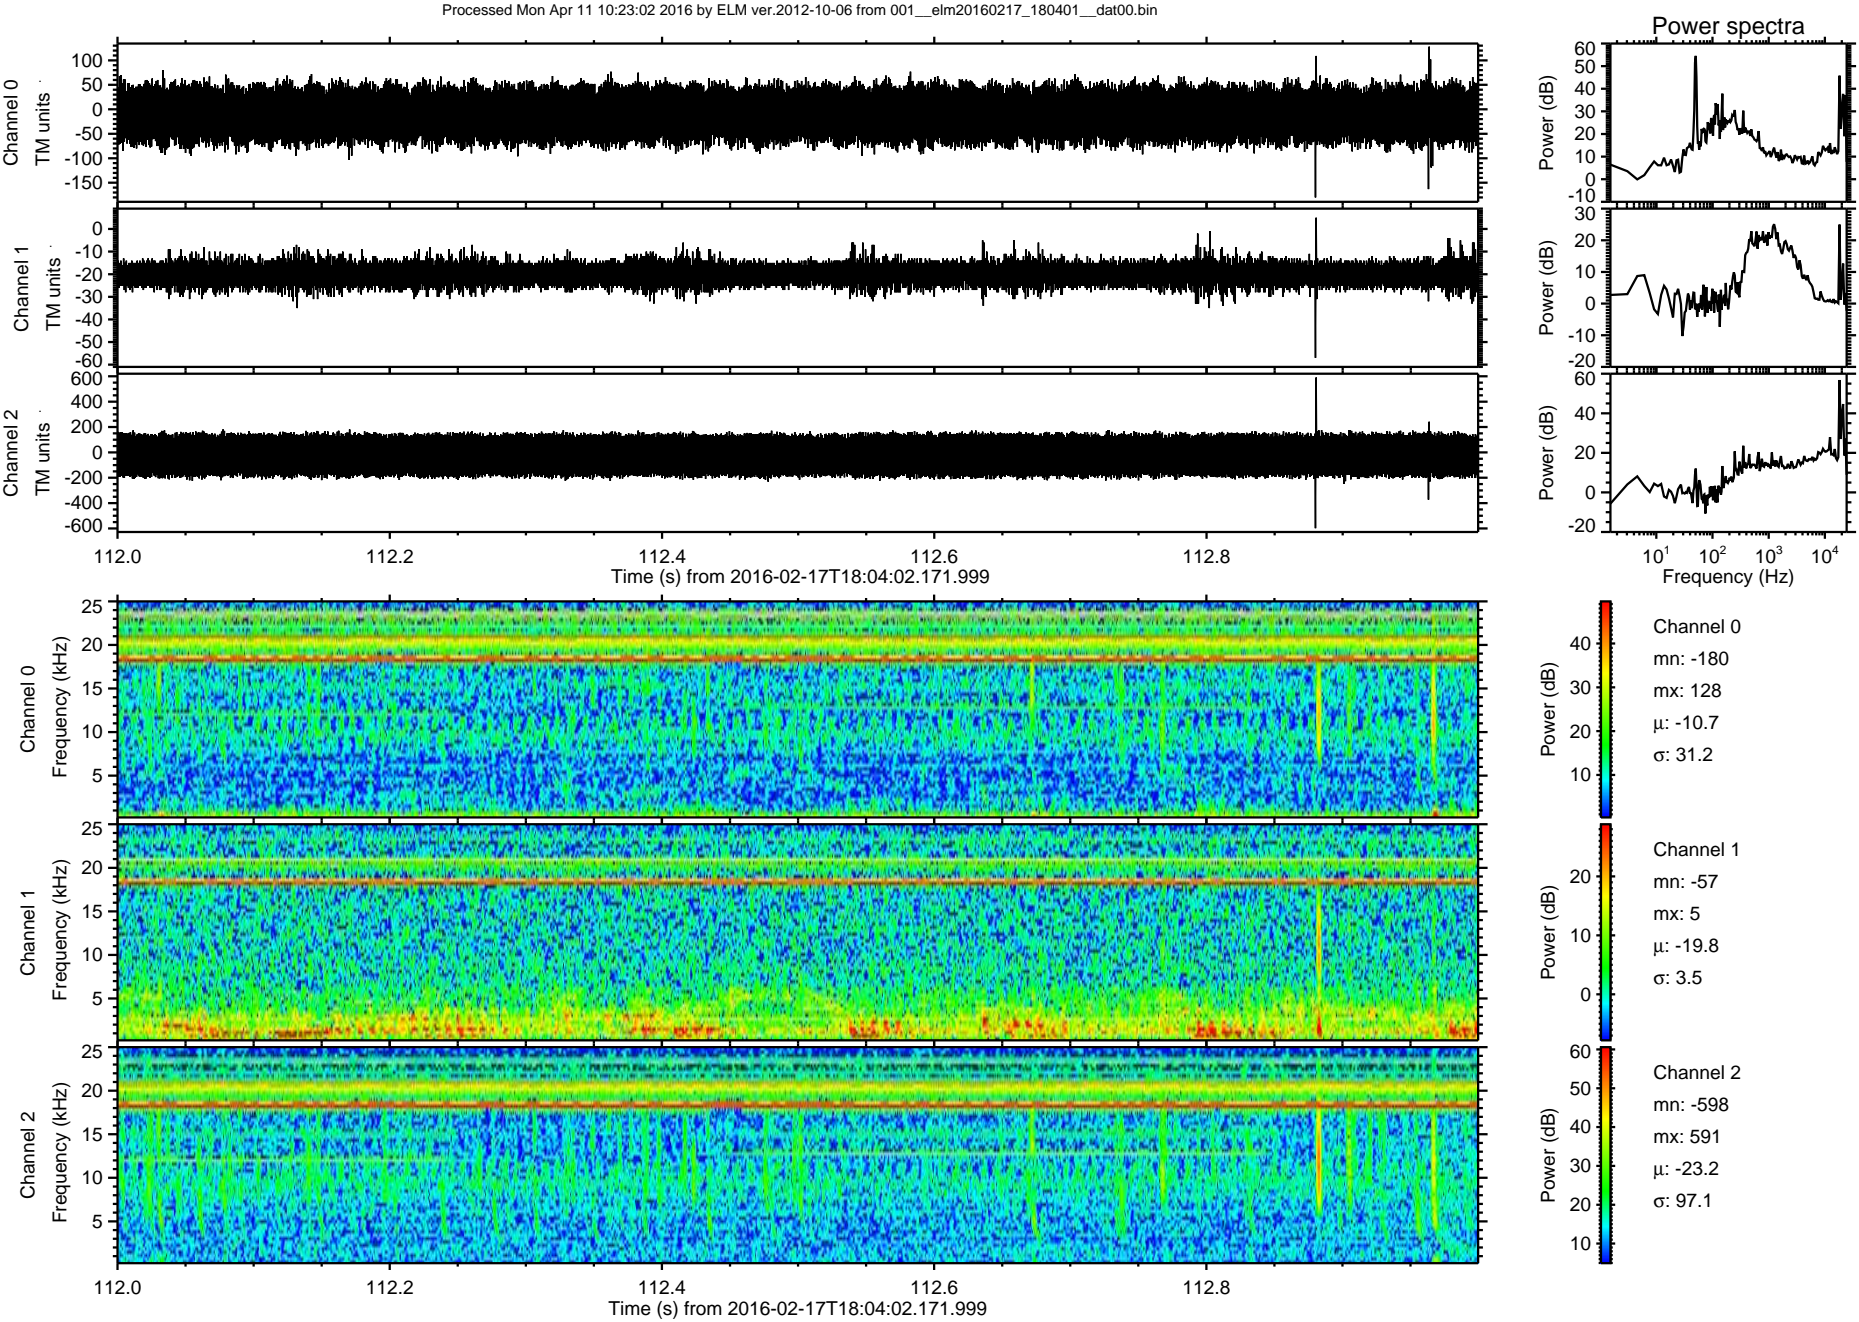 Processed Mon Apr 11 10:23:02 2016 by ELM ver.2012-10-06 from 001__elm20160217_180401__dat00.bin
Power spectra
Channel 0
TM units
100
50
0
-50
-100
-150
Power (dB)
60
50
40
30
20
10
0
-10
Channel 1
TM units
0
-10
-20
-30
-40
-50
-60
Power (dB)
30
20
10
0
-10
-20
Channel 2
TM units
600
400
200
0
-200
-400
-600
Power (dB)
60
40
20
0
-20
112.0 112.2 112.4 112.6 112.8
Time (s) from 2016-02-17T18:04:02.171.999
10^1 10^2 10^3 10^4
Frequency (Hz)
Channel 0
Frequency (kHz)
25
20
15
10
5
Power (dB)
40
30
20
10
Channel 0
mn: -180
mx: 128
μ: -10.7
σ: 31.2
Channel 1
Frequency (kHz)
25
20
15
10
5
Power (dB)
20
10
0
Channel 1
mn: -57
mx: 5
μ: -19.8
σ: 3.5
Channel 2
Frequency (kHz)
25
20
15
10
5
Power (dB)
60
50
40
30
20
10
Channel 2
mn: -598
mx: 591
μ: -23.2
σ: 97.1
112.0 112.2 112.4 112.6 112.8
Time (s) from 2016-02-17T18:04:02.171.999